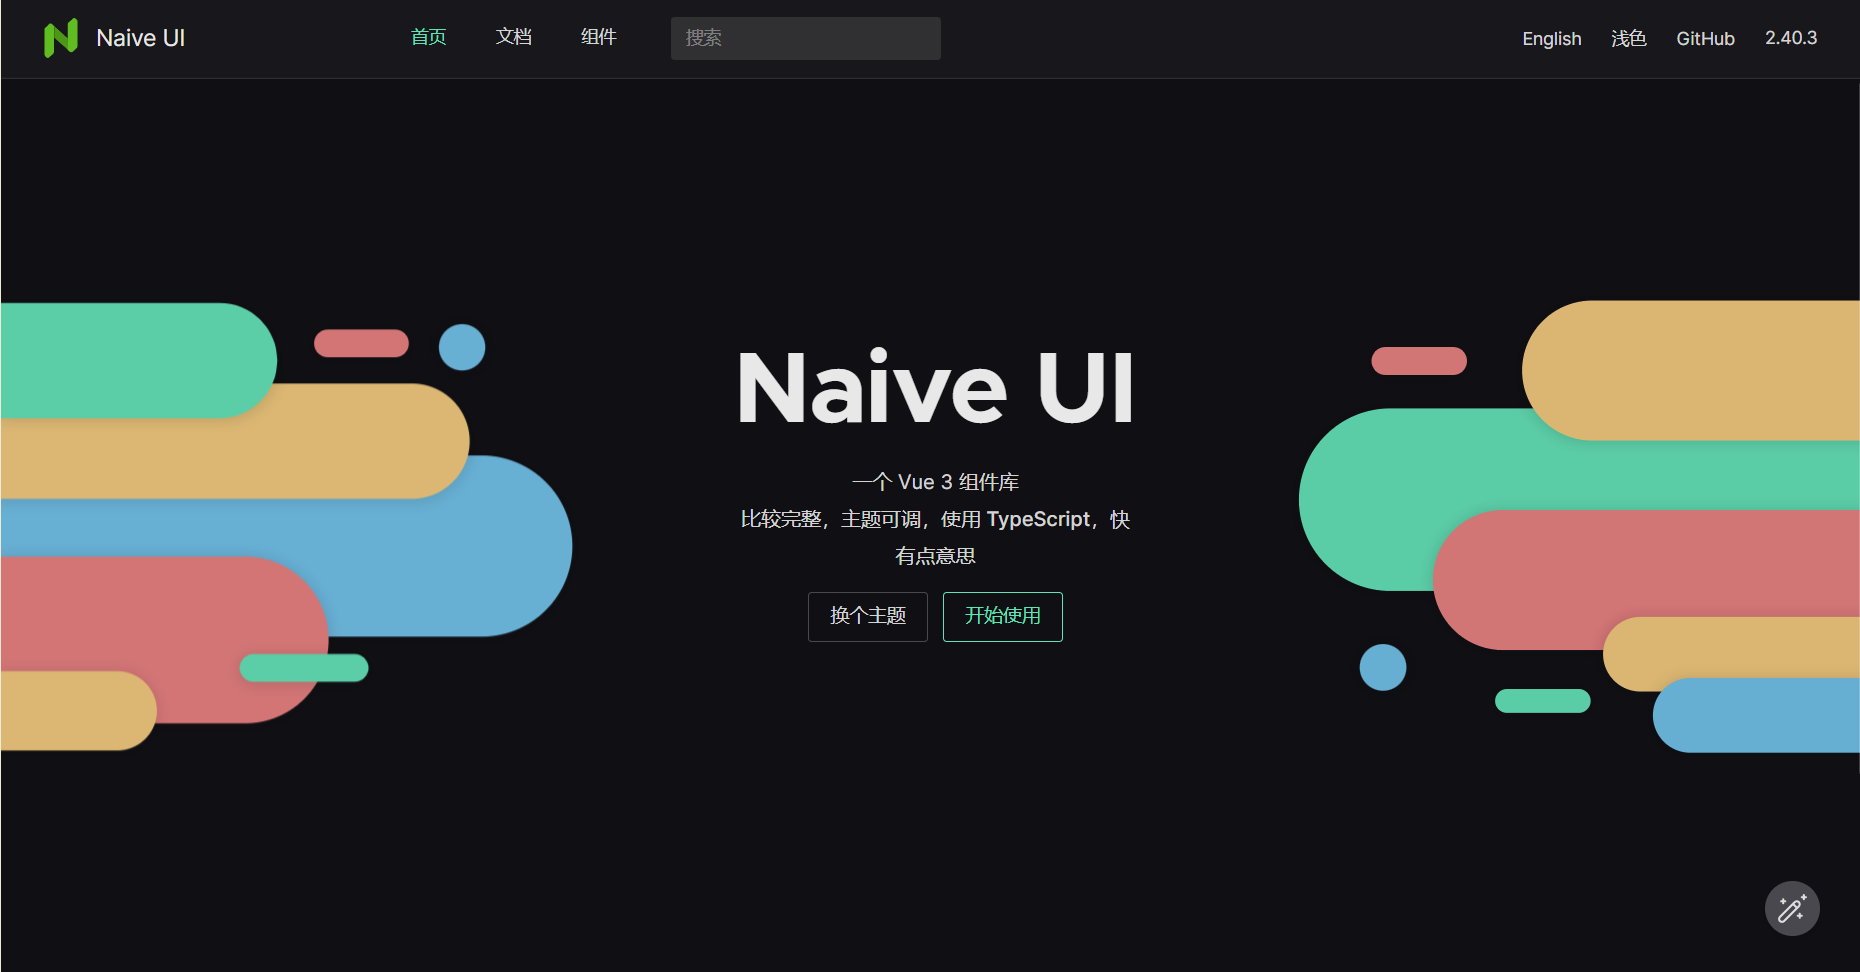 Naive UI
首页 文档 组件 搜索
English 浅色 GitHub 2.40.3
Naive UI
一个 Vue 3 组件库
比较完整，主题可调，使用 TypeScript，快
有点意思
换个主题 开始使用